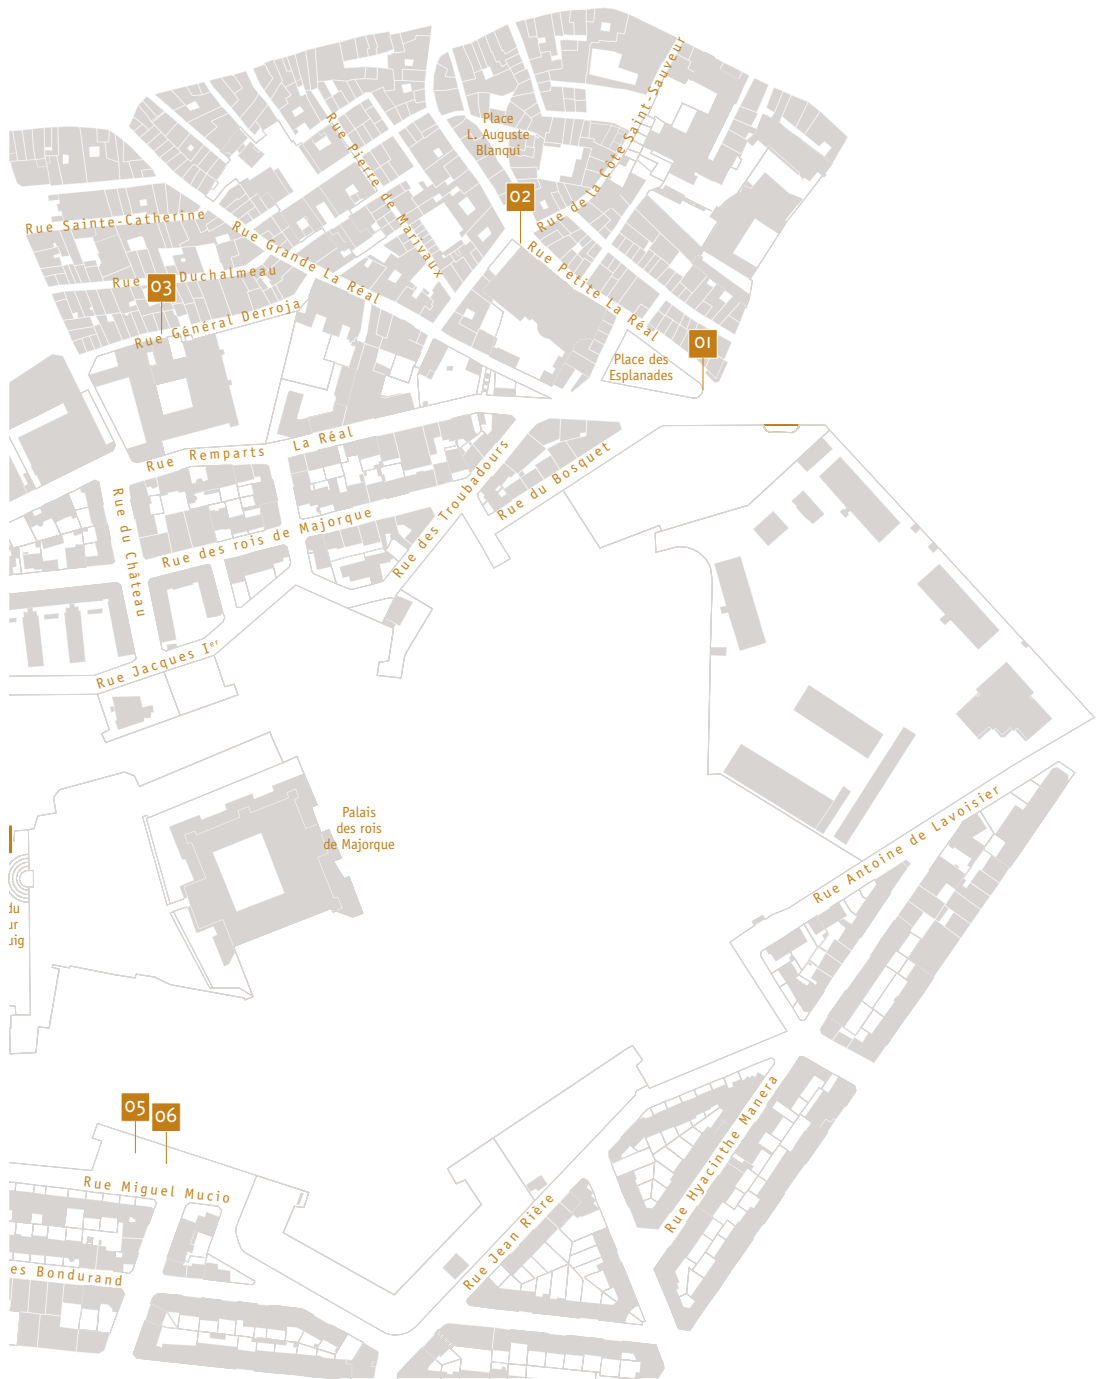 Rue de la Côte Saint-Sauveur
Place
L. Auguste
Blanqui
Rue Pierre de Marivaux
02
Rue Sainte-Catherine
Rue Grande La Réal
Rue Petite La Réal
Rue Duchalmeau
03
Rue Général Derroja
01
Place des
Esplanades
Rue Remparts La Réal
Rue des Troubadours
Rue du Bosquet
Rue du Château
Rue des rois de Majorque
Rue Jacques Ier
Palais
des rois
de Majorque
Rue Antoine de Lavoisier
du
ur
uig
05
06
Rue Miguel Mucio
Rue Hyacinthe Manera
Rue Jean Rière
es Bondurand